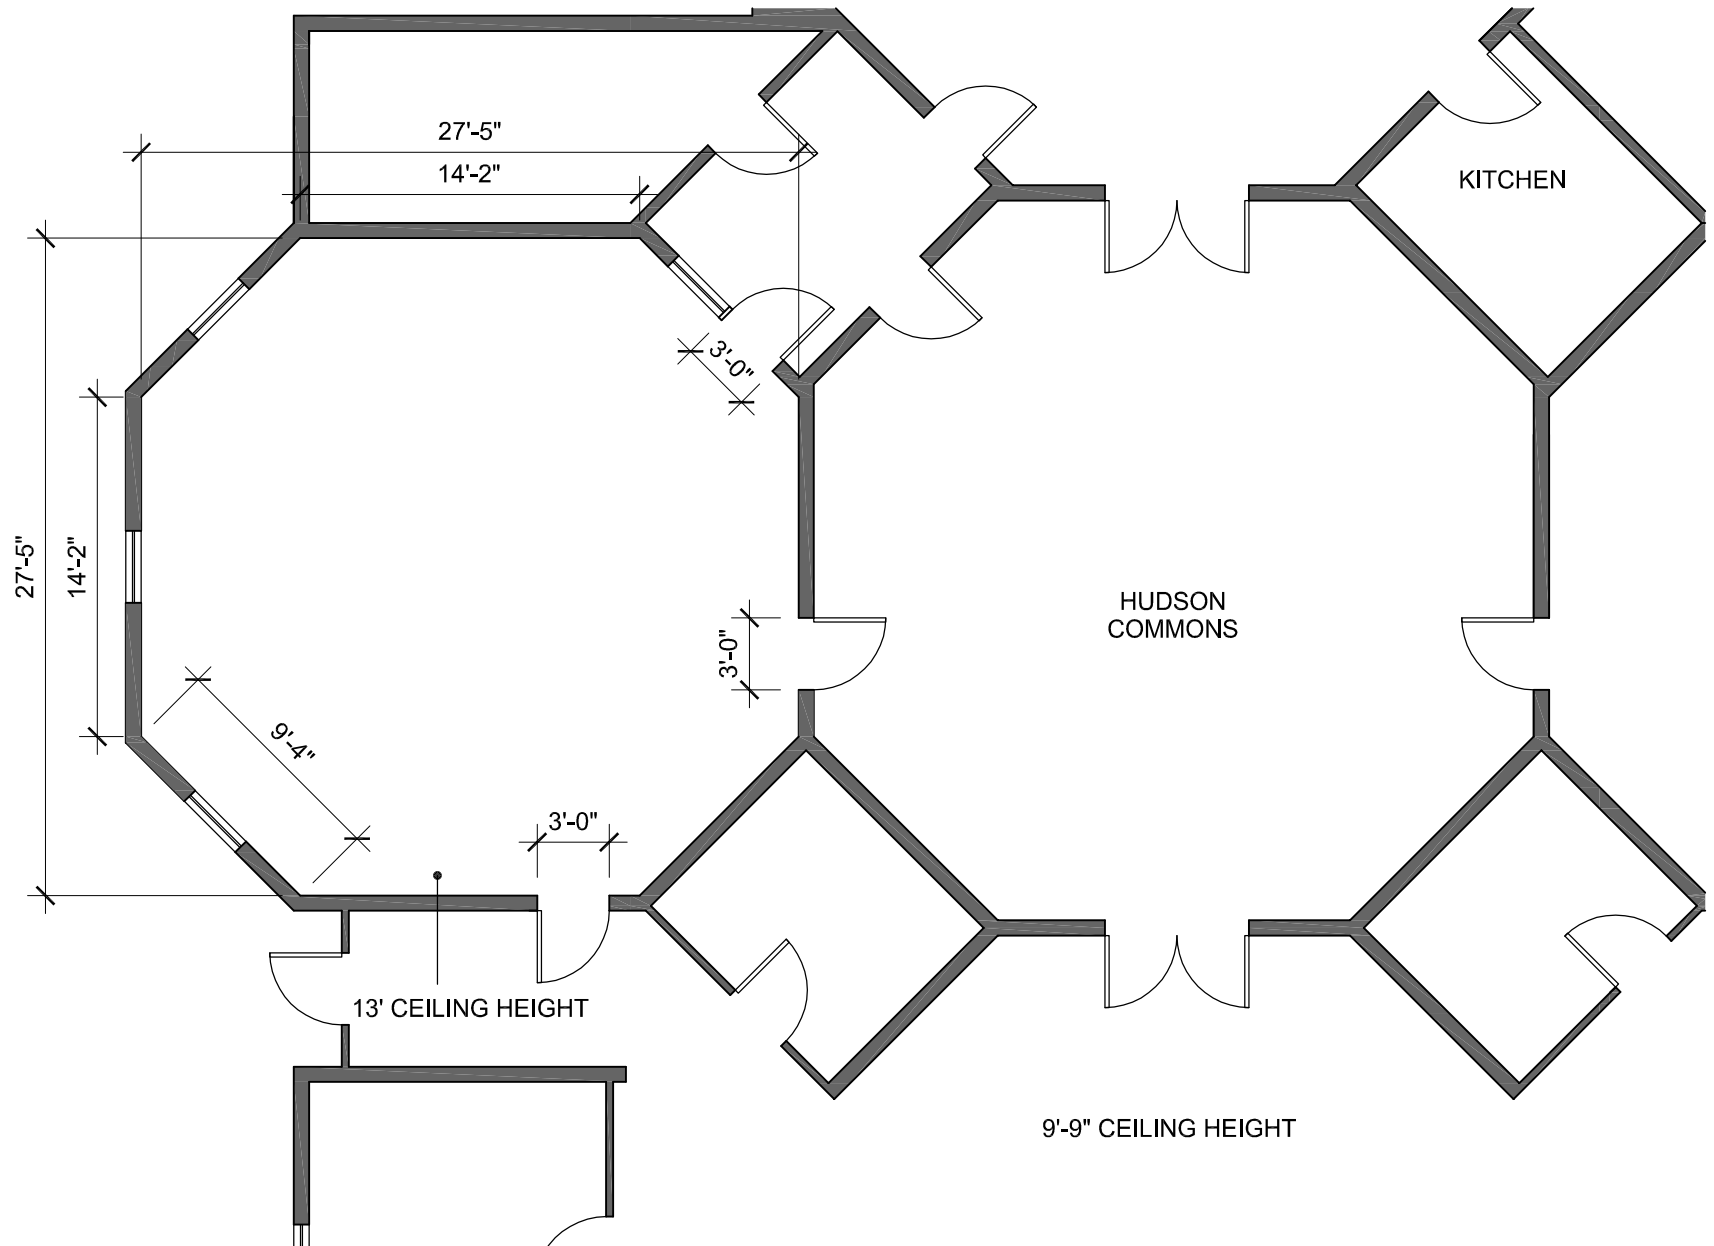 27'-5"
14'-2"
KITCHEN
3'-0"
27'-5"
14'-2"
HUDSON
COMMONS
3'-0"
9'-4"
3'-0"
13' CEILING HEIGHT
9'-9" CEILING HEIGHT